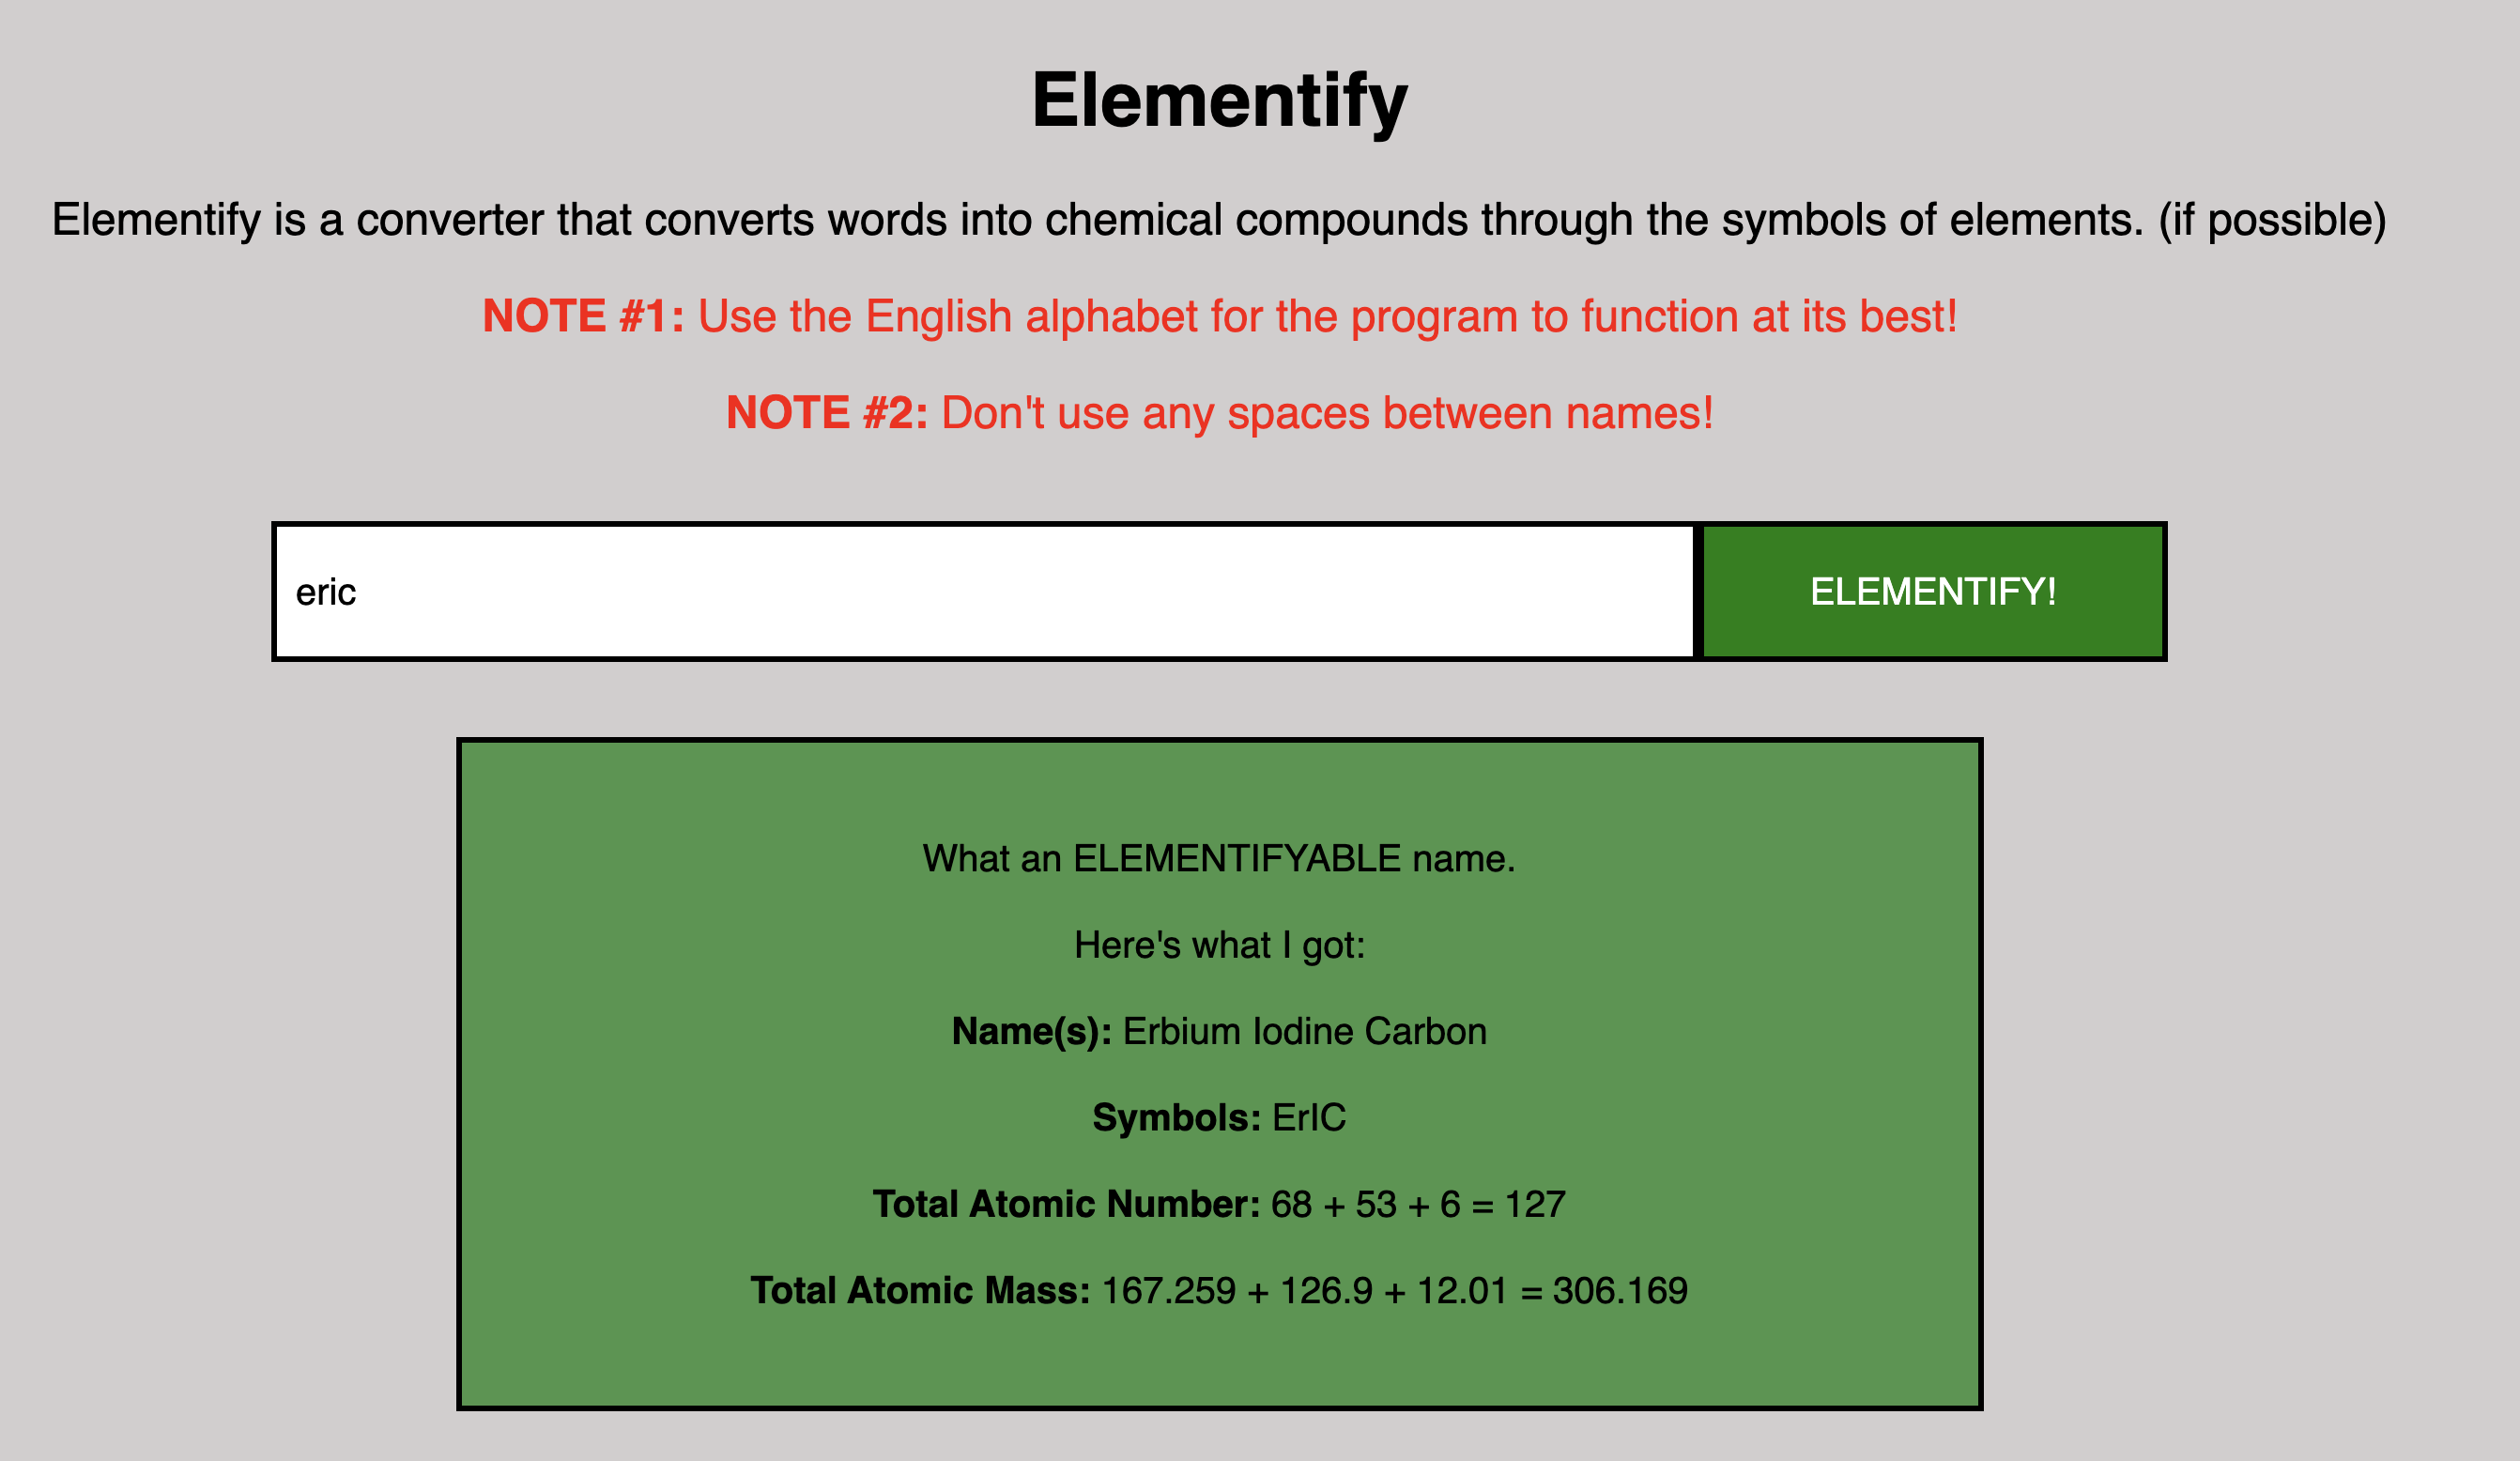 Elementify
Elementify is a converter that converts words into chemical compounds through the symbols of elements. (if possible)
NOTE #1: Use the English alphabet for the program to function at its best!
NOTE #2: Don't use any spaces between names!
eric
ELEMENTIFY!
What an ELEMENTIFYABLE name.
Here's what I got:
Name(s): Erbium Iodine Carbon
Symbols: ErIC
Total Atomic Number: 68 + 53 + 6 = 127
Total Atomic Mass: 167.259 + 126.9 + 12.01 = 306.169